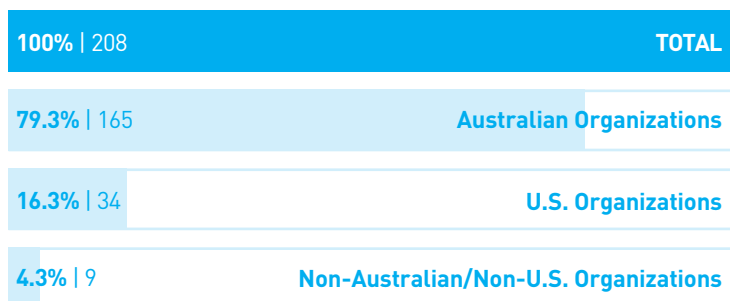 100% | 208 TOTAL
79.3% | 165 Australian Organizations
16.3% | 34 U.S. Organizations
4.3% | 9 Non-Australian/Non-U.S. Organizations